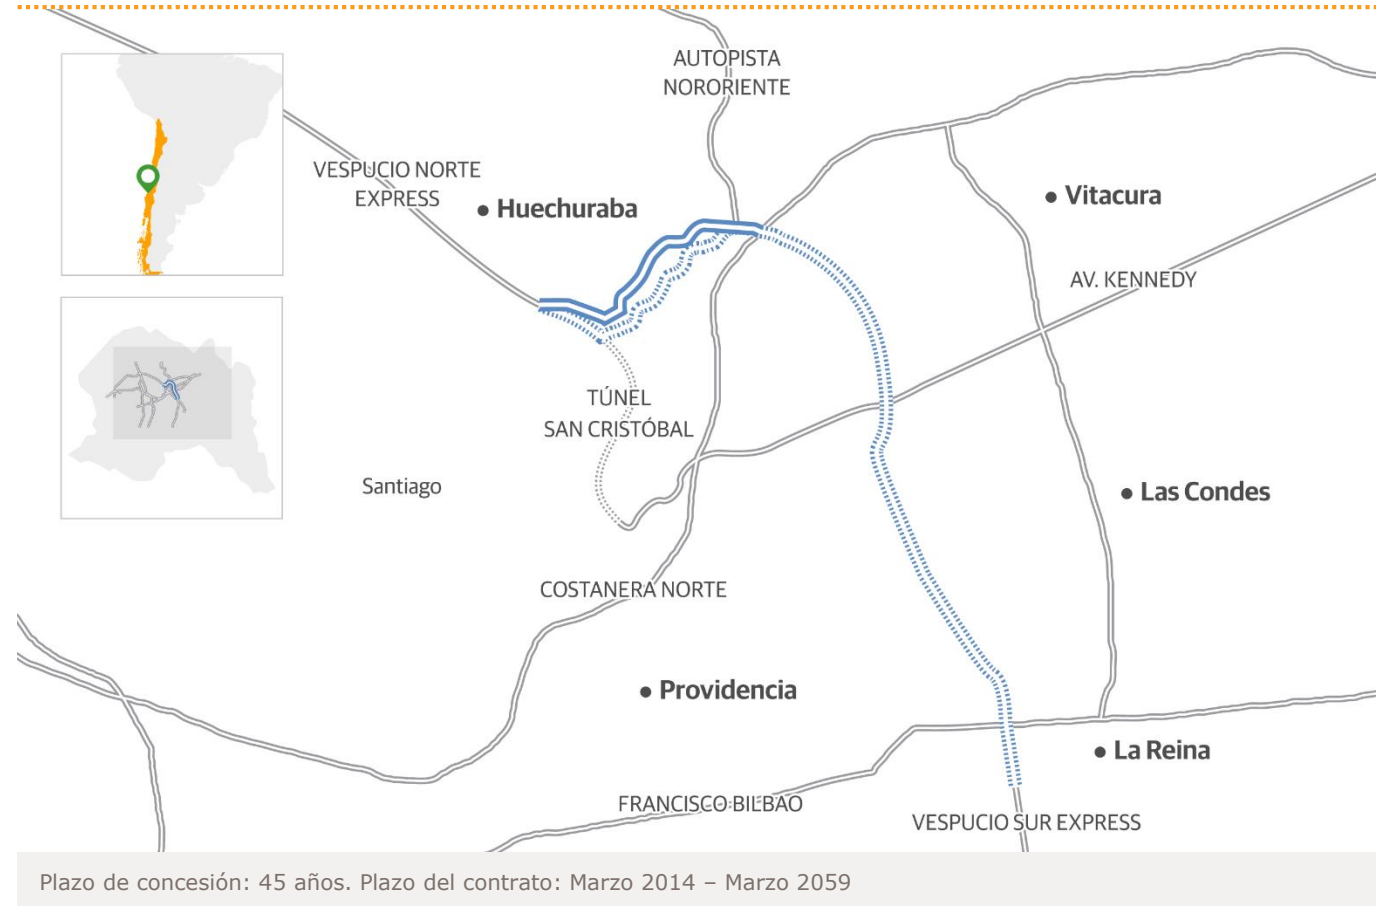 AUTOPISTA
NORORIENTE
VESPUCIO NORTE
EXPRESS
Huechuraba
Vitacura
AV. KENNEDY
TÚNEL
SAN CRISTÓBAL
Santiago
Las Condes
COSTANERA NORTE
Providencia
La Reina
FRANCISCO BILBAO
VESPUCIO SUR EXPRESS
Plazo de concesión: 45 años. Plazo del contrato: Marzo 2014 – Marzo 2059